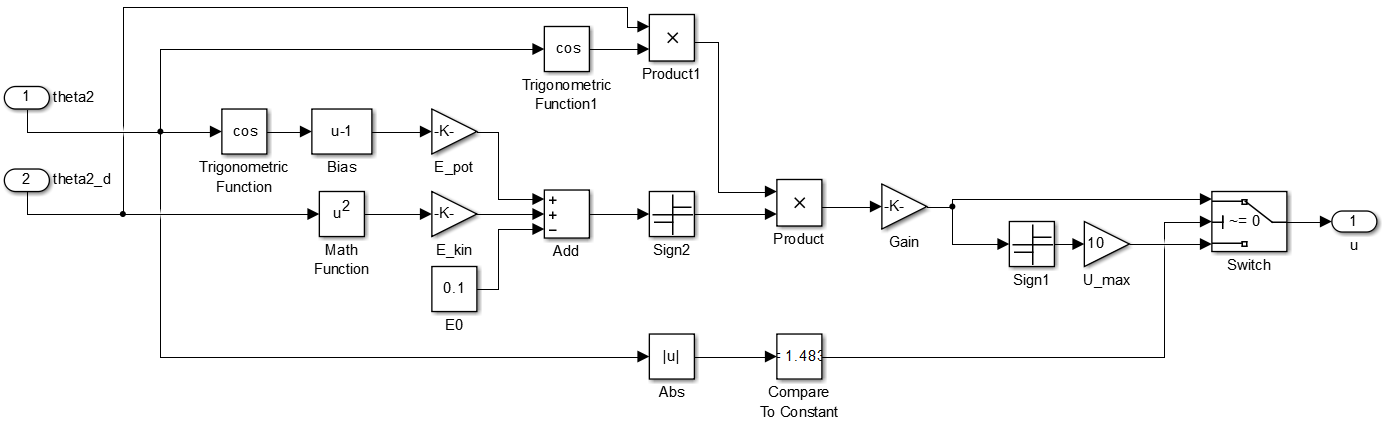 ×
Product1
cos
Trigonometric
Function1
1
theta2
cos
Trigonometric
Function
u-1
Bias
-K-
E_pot
2
theta2_d
u²
Math
Function
-K-
E_kin
+
+
−
Add
Sign2
×
Product
-K-
Gain
Sign1
10
U_max
~= 0
Switch
1
u
0.1
E0
|u|
Abs
1.483
Compare
To Constant